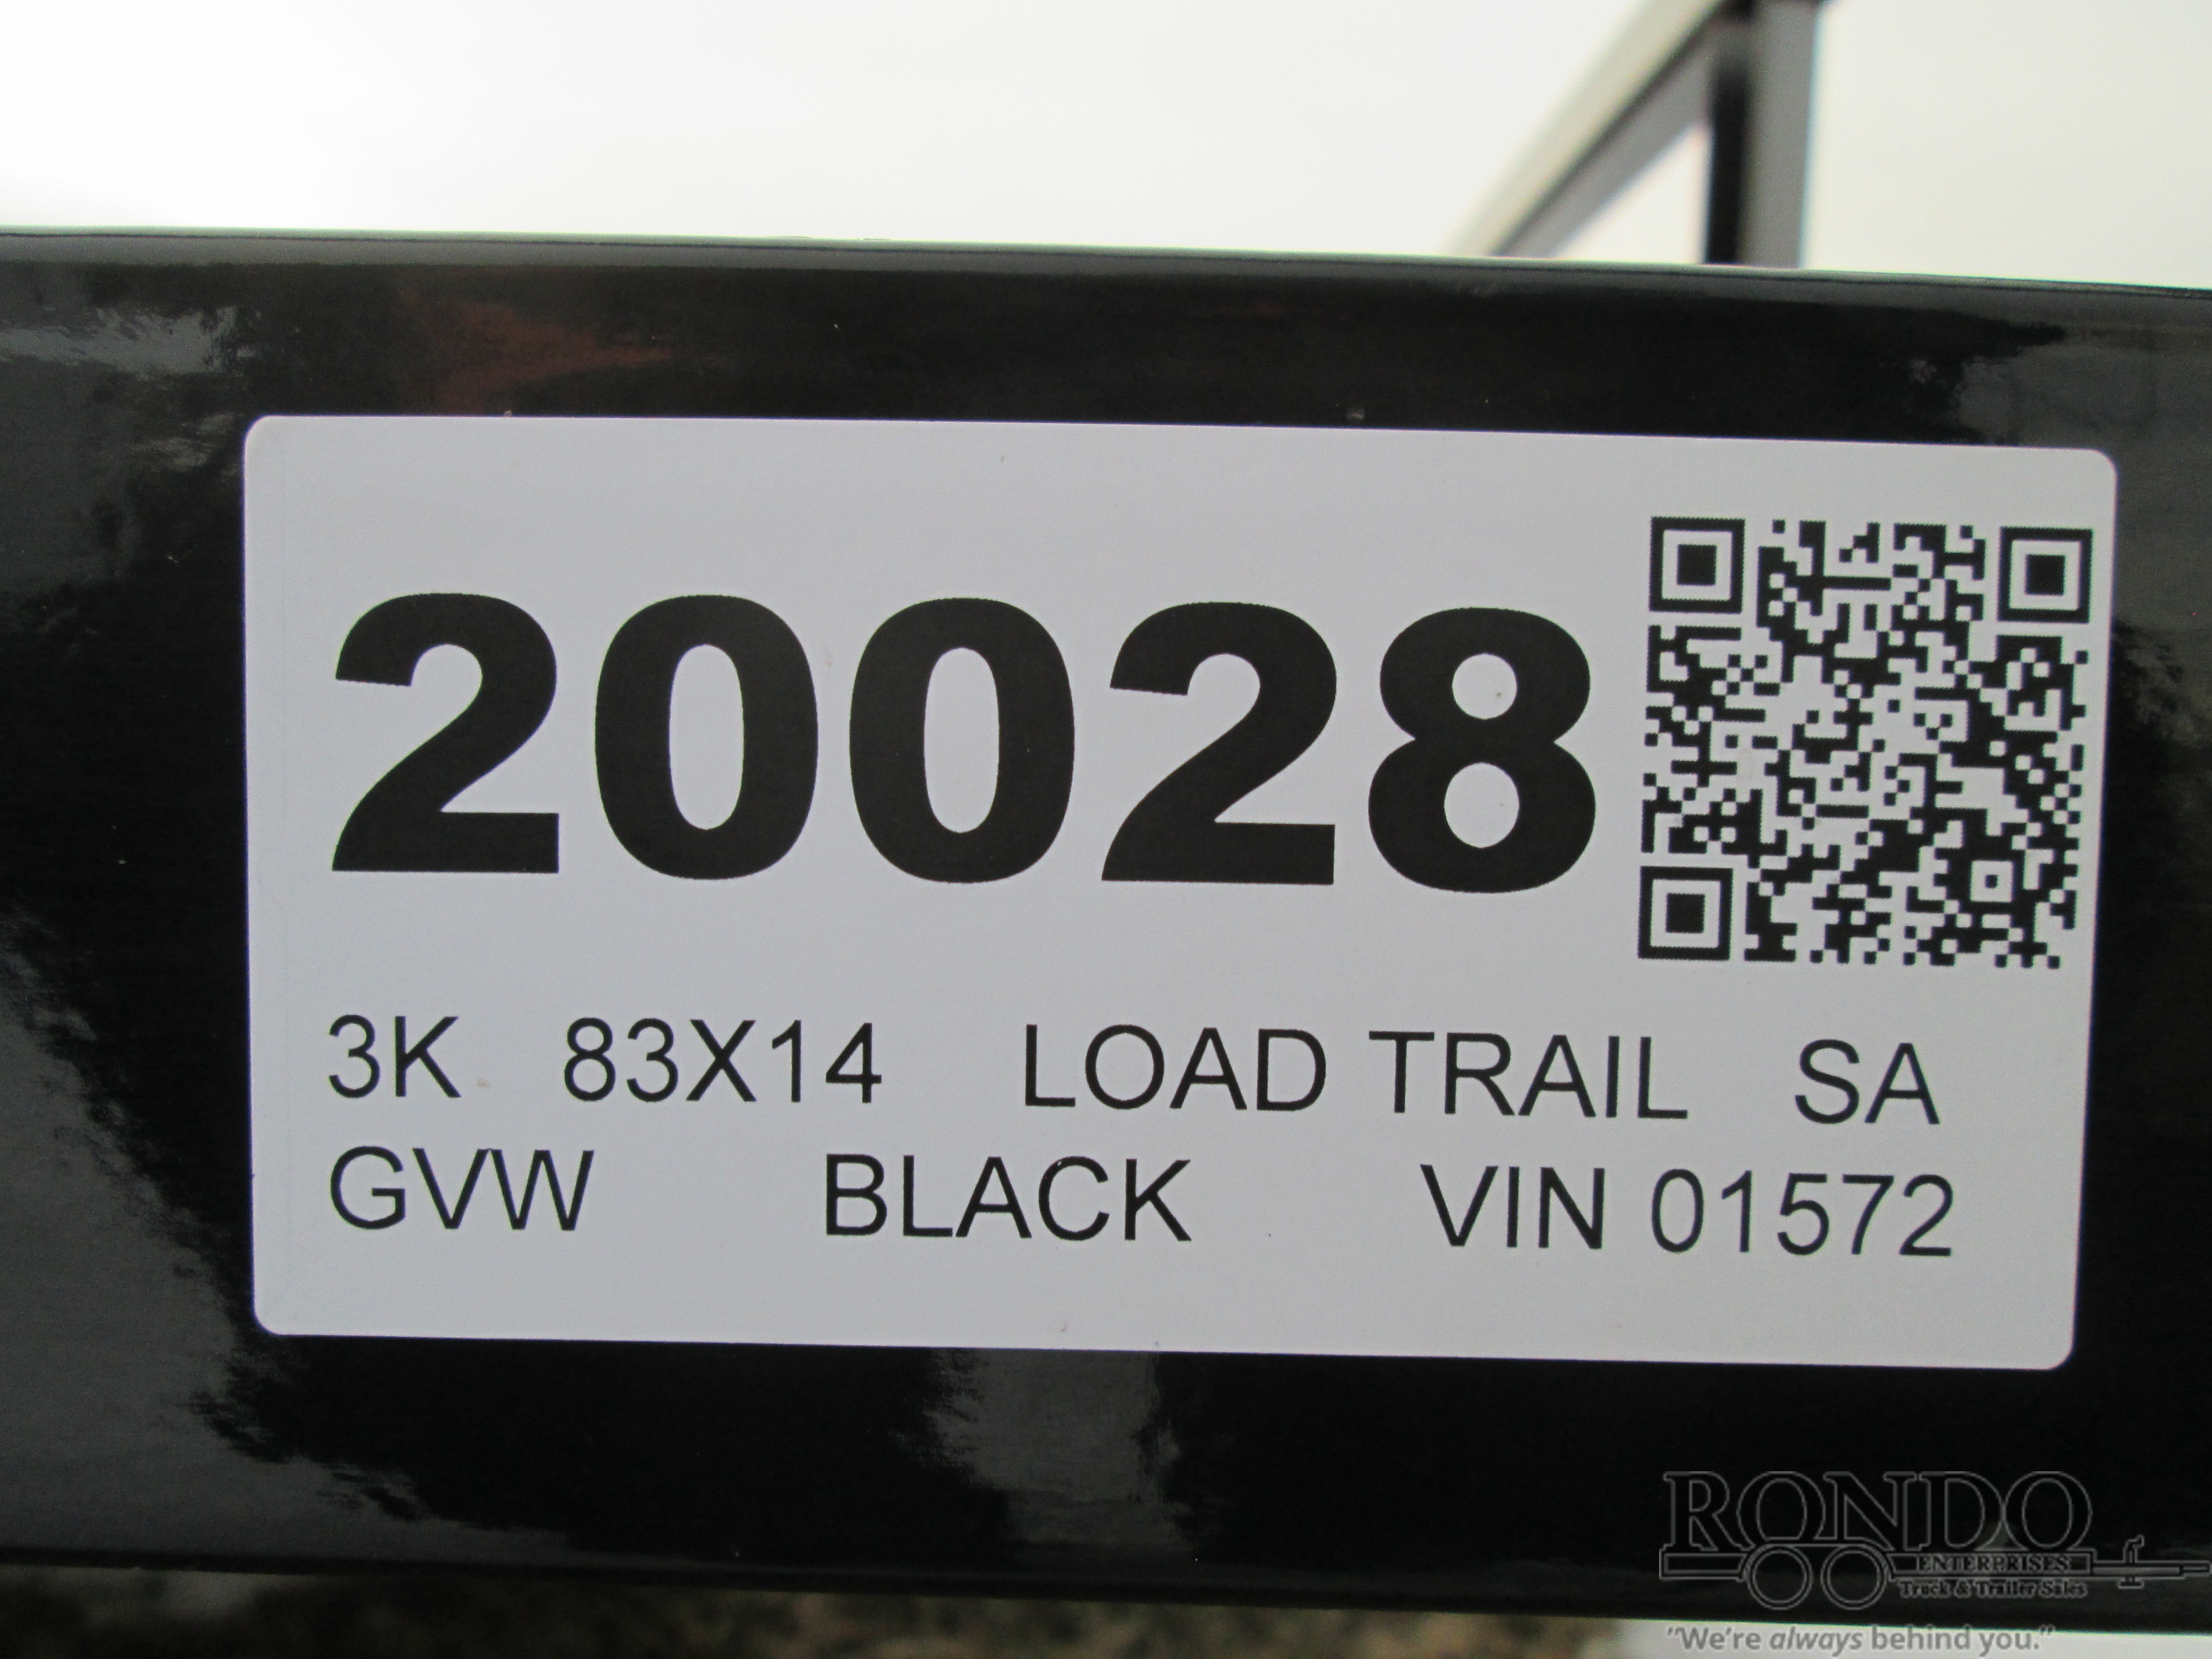 20028
3K 83X14 LOAD TRAIL SA
GVW BLACK VIN 01572
RONDO
ENTERPRISES
Truck & Trailer Sales
"We're always behind you."